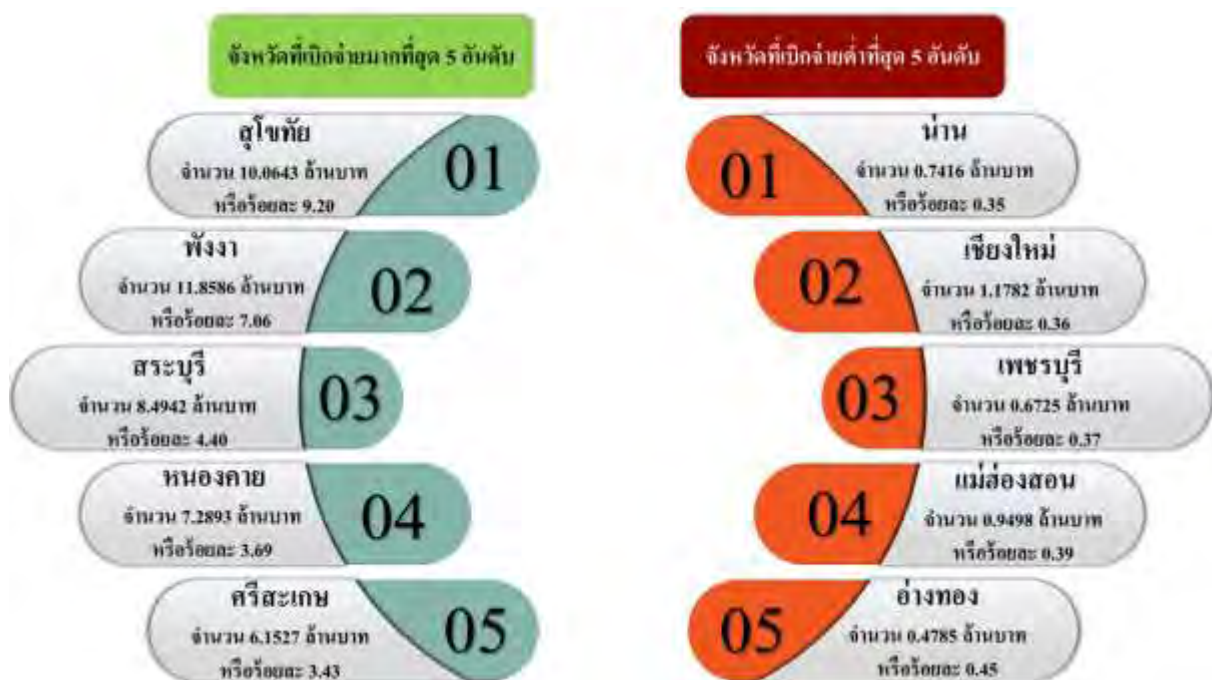 จังหวัดที่เบิกจ่ายมากที่สุด 5 อันดับ
สุโขทัย
จำนวน 10.0643 ล้านบาท
หรือร้อยละ 9.20
01
พังงา
จำนวน 11.8586 ล้านบาท
หรือร้อยละ 7.06
02
สระบุรี
จำนวน 8.4942 ล้านบาท
หรือร้อยละ 4.40
03
หนองคาย
จำนวน 7.2893 ล้านบาท
หรือร้อยละ 3.69
04
ศรีสะเกษ
จำนวน 6.1527 ล้านบาท
หรือร้อยละ 3.43
05
จังหวัดที่เบิกจ่ายต่ำที่สุด 5 อันดับ
01
น่าน
จำนวน 0.7416 ล้านบาท
หรือร้อยละ 0.35
02
เชียงใหม่
จำนวน 1.1782 ล้านบาท
หรือร้อยละ 0.36
03
เพชรบุรี
จำนวน 0.6725 ล้านบาท
หรือร้อยละ 0.37
04
แม่ฮ่องสอน
จำนวน 0.9498 ล้านบาท
หรือร้อยละ 0.39
05
อ่างทอง
จำนวน 0.4785 ล้านบาท
หรือร้อยละ 0.45